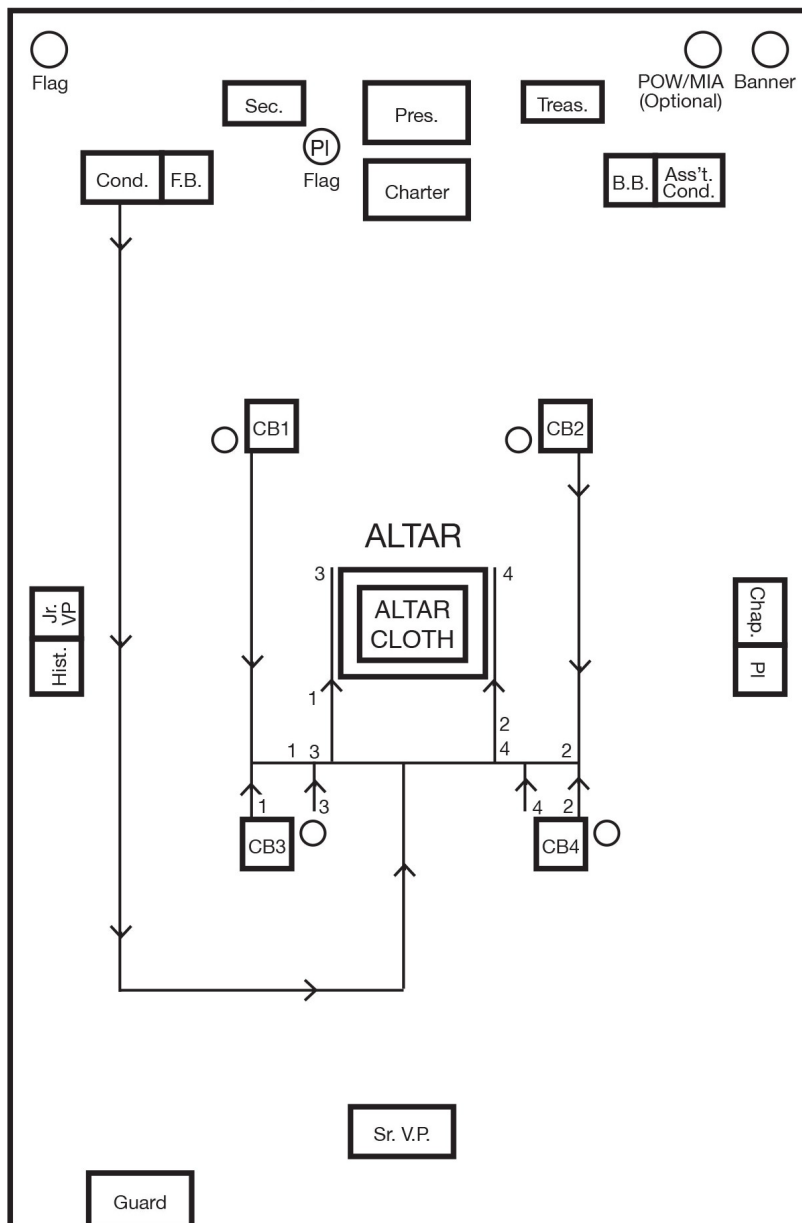 Flag
POW/MIA
(Optional)
Banner
Sec.
Pres.
Treas.
PI
Flag
Charter
Cond.
F.B.
B.B.
Ass't.
Cond.
CB1
CB2
ALTAR
3
4
ALTAR
CLOTH
Jr.
VP
Hist.
Chap.
PI
1
2
1
3
4
2
1
3
4
2
CB3
CB4
Sr. V.P.
Guard